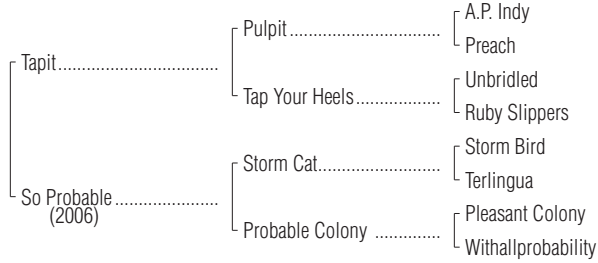 A.P. Indy
Pulpit
Preach
Tapit
Unbridled
Tap Your Heels
Ruby Slippers
Storm Bird
Storm Cat
Terlingua
So Probable
(2006)
Pleasant Colony
Probable Colony
Withallprobability